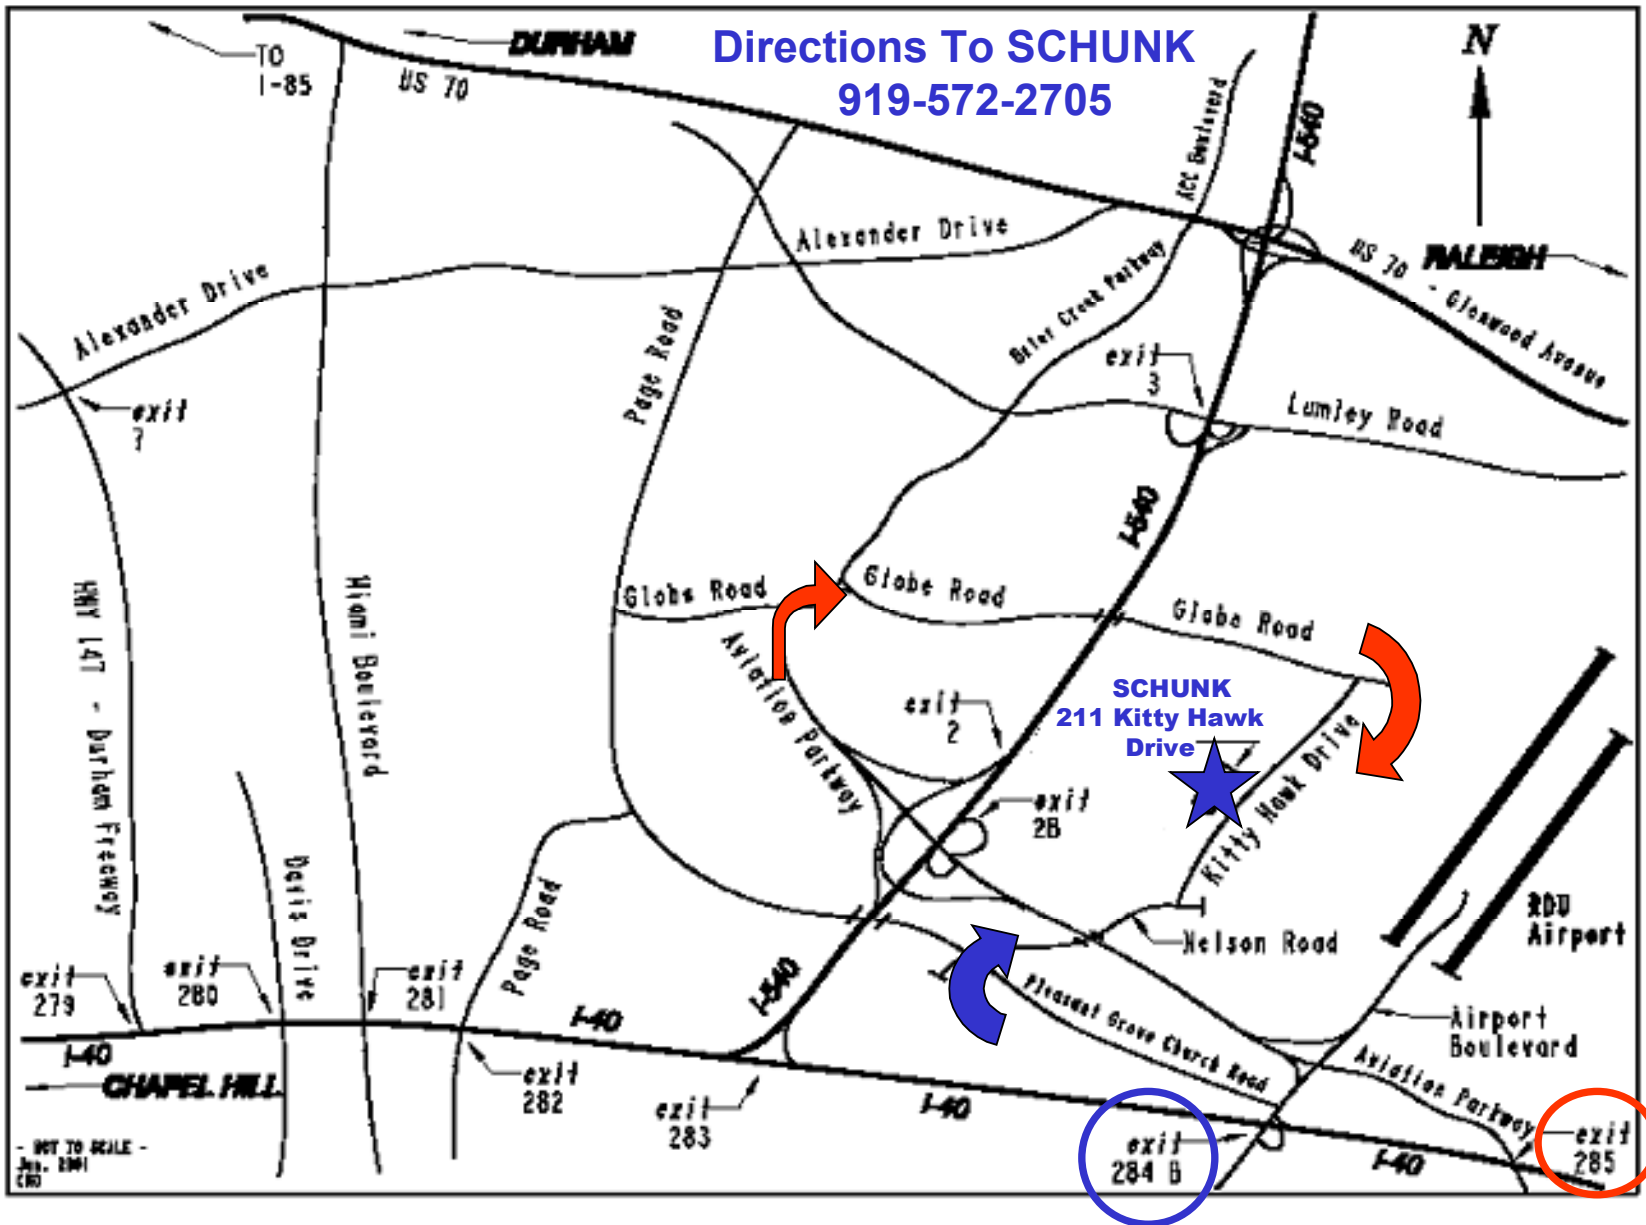 Directions To SCHUNK
919-572-2705
N
TO
I-85
DURHAM
US 70
ACC Boulevard
I-540
Alexander Drive
Alexander Drive
US 70 - Glenwood Avenue
RALEIGH
Brier Creek Parkway
Page Road
exit
3
Lumley Road
exit
7
I-540
HWY 147 - Durham Freeway
Miami Boulevard
Globe Road
Globe Road
Globe Road
Aviation Parkway
exit
2
SCHUNK
211 Kitty Hawk
Drive
Kitty Hawk Drive
exit
2B
Davis Drive
Page Road
RDU
Airport
Nelson Road
exit
279
exit
280
exit
281
I-540
Pleasant Grove Church Road
Airport
Boulevard
I-40
I-40
CHAPEL HILL
exit
282
exit
283
I-40
Aviation Parkway
exit
284 B
I-40
exit
285
- NOT TO SCALE -
Jan. 2001